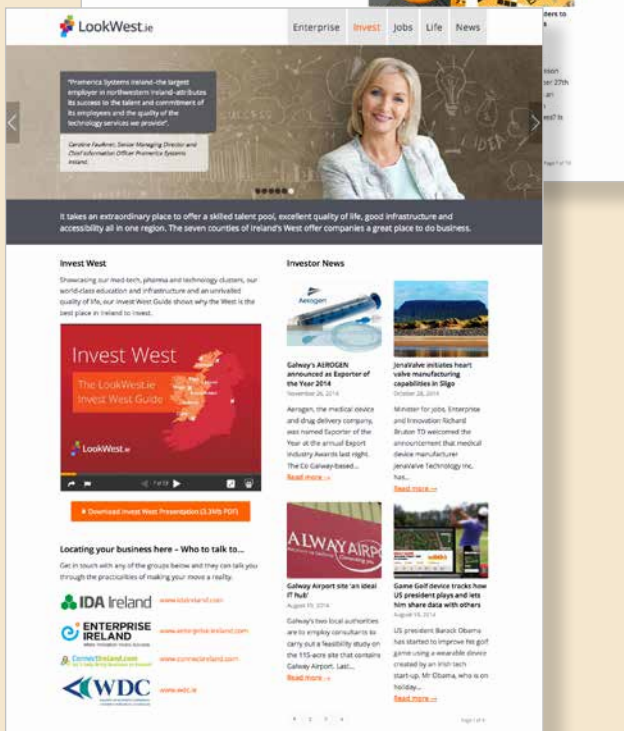 LookWest.ie
Enterprise Invest Jobs Life News
"Pramerica Systems Ireland–the largest
employer in northwestern Ireland–attributes
its success to the talent and commitment of
its employees and the quality of the
technology services we provide".
Caroline Faulkner, Senior Managing Director and
Chief Information Officer Pramerica Systems
Ireland.
It takes an extraordinary place to offer a skilled talent pool, excellent quality of life, good infrastructure and
accessibility all in one region. The seven counties of Ireland's West offer companies a great place to do business.
Invest West
Showcasing our med-tech, pharma and technology clusters, our
world-class education and infrastructure and an unrivalled
quality of life, our Invest West Guide shows why the West is the
best place in Ireland to invest.
Invest West
The LookWest.ie
Invest West Guide
LookWest.ie
Download Invest West Presentation (3.3Mb PDF)
Locating your business here – Who to talk to...
Get in touch with any of the groups below and they can talk you
through the practicalities of making your move a reality.
IDA Ireland www.idaireland.com
ENTERPRISE
IRELAND
www.enterprise-ireland.com
ConnectIreland.com
www.connectireland.com
WDC www.wdc.ie
Investor News
Aerogen
Galway's AEROGEN
announced as Exporter of
the Year 2014
November 26, 2014
Aerogen, the medical device
and drug delivery company,
was named Exporter of the
Year at the annual Export
Industry Awards last night.
The Co Galway-based...
Read more →
JenaValve initiates heart
valve manufacturing
capabilities in Sligo
October 28, 2014
Minister for Jobs, Enterprise
and Innovation Richard
Bruton TD welcomed the
announcement that medical
device manufacturer
JenaValve Technology Inc.
has...
Read more →
ALWAY AIRPO
Galway Airport site 'an ideal
IT hub'
August 19, 2014
Galway's two local authorities
are to employ consultants to
carry out a feasibility study on
the 115-acre site that contains
Galway Airport. Last...
Read more →
Game Golf device tracks how
US president plays and lets
him share data with others
August 19, 2014
US president Barack Obama
has started to improve his golf
game using a wearable device
created by an Irish tech
start-up. Mr Obama, who is on
holiday...
Read more →
1 2 3 4
Page 1 of 4